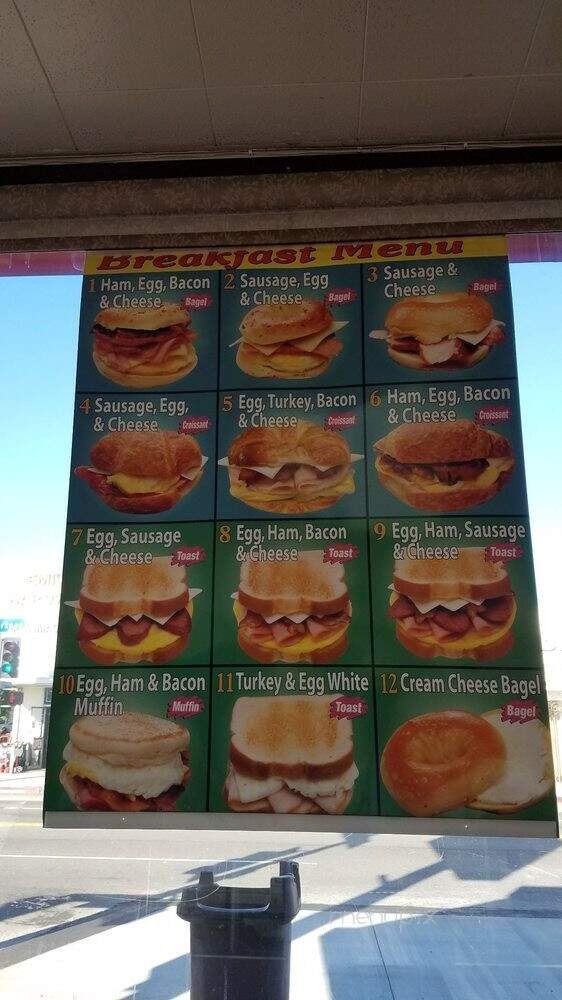 Breakfast Menu
1 Ham, Egg, Bacon
& Cheese Bagel
2 Sausage, Egg
& Cheese Bagel
3 Sausage &
Cheese Bagel
4 Sausage, Egg,
& Cheese Croissant
5 Egg, Turkey, Bacon
& Cheese Croissant
6 Ham, Egg, Bacon
& Cheese Croissant
7 Egg, Sausage
& Cheese Toast
8 Egg, Ham, Bacon
& Cheese Toast
9 Egg, Ham, Sausage
& Cheese Toast
10 Egg, Ham & Bacon
Muffin Muffin
11 Turkey & Egg White
Toast
12 Cream Cheese Bagel
Bagel